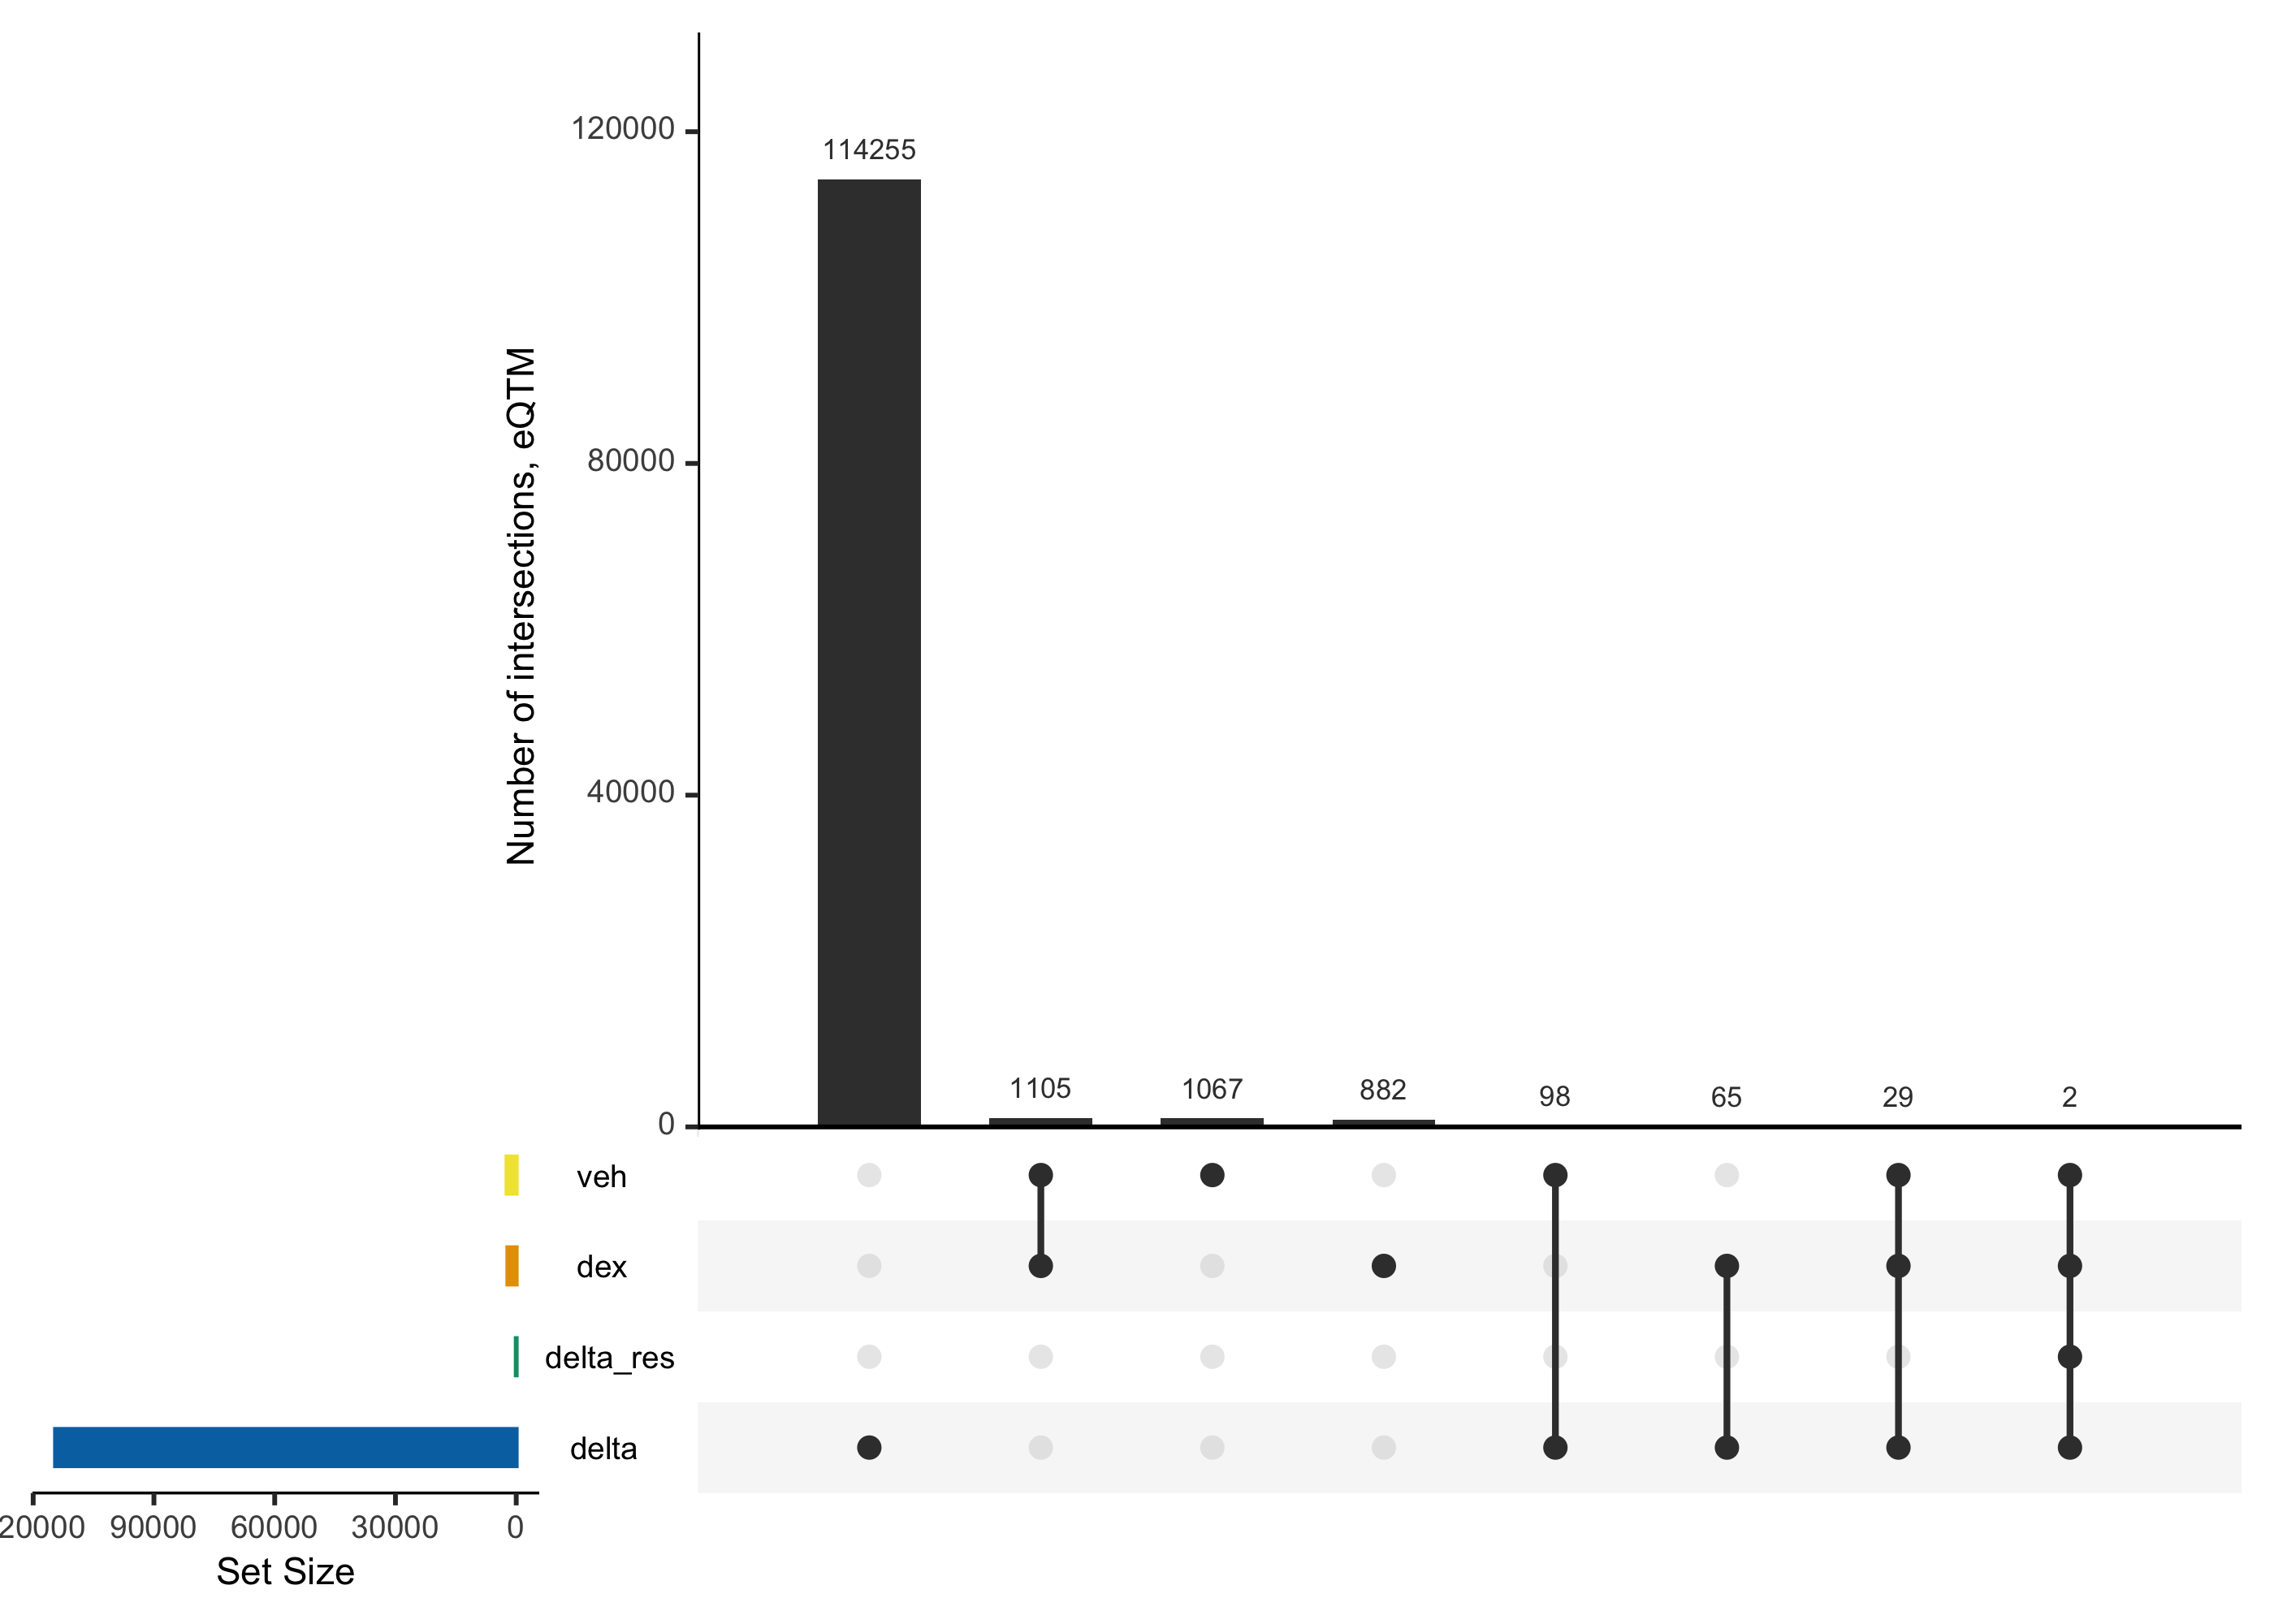 Number of intersections, eQTM
120000
80000
40000
0
114255
1105
1067
882
98
65
29
2
veh
dex
delta_res
delta
20000 90000 60000 30000 0
Set Size